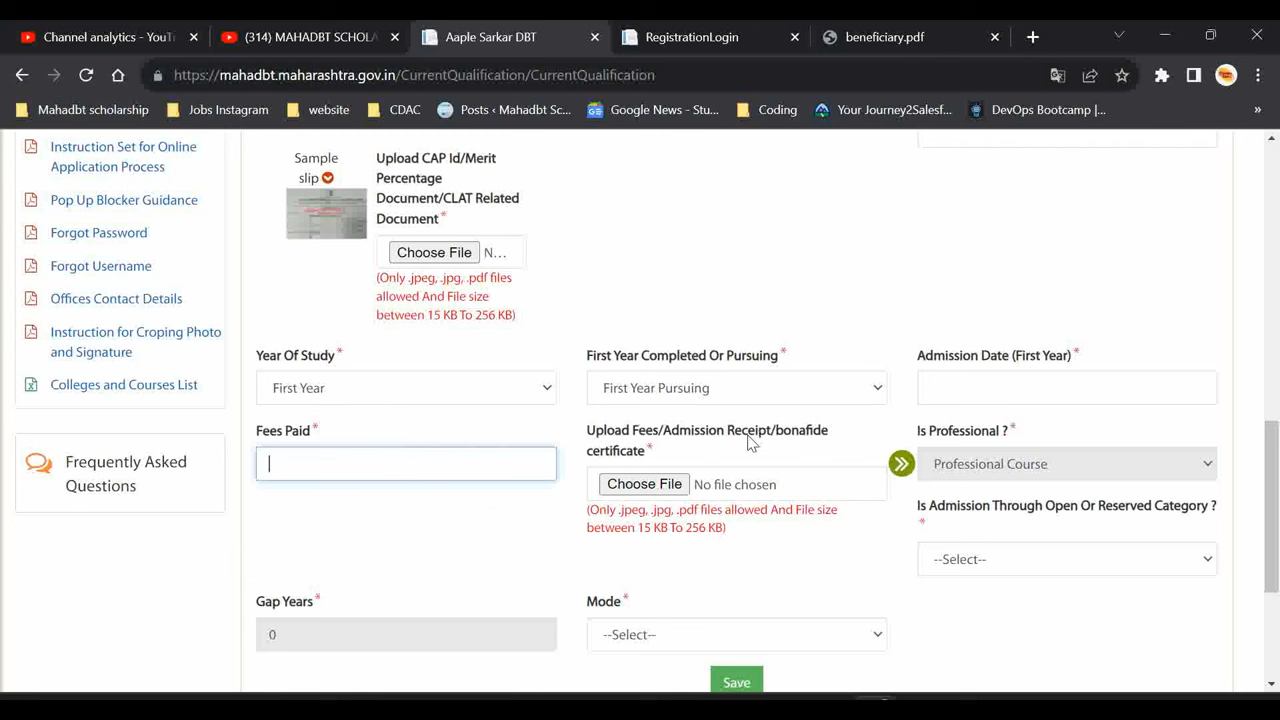 Channel analytics - YouTu
(314) MAHADBT SCHOLA
Aaple Sarkar DBT
RegistrationLogin
beneficiary.pdf
https://mahadbt.maharashtra.gov.in/CurrentQualification/CurrentQualification
Mahadbt scholarship
Jobs Instagram
website
CDAC
Posts ‹ Mahadbt Sc...
Google News - Stu...
Coding
Your Journey2Salesf...
DevOps Bootcamp |...
»
Instruction Set for Online
Application Process
Pop Up Blocker Guidance
Forgot Password
Forgot Username
Offices Contact Details
Instruction for Croping Photo
and Signature
Colleges and Courses List
Frequently Asked
Questions
Sample
slip
Upload CAP Id/Merit
Percentage
Document/CLAT Related
Document *
Choose File N...
(Only .jpeg, .jpg, .pdf files
allowed And File size
between 15 KB To 256 KB)
Year Of Study *
First Year
First Year Completed Or Pursuing *
First Year Pursuing
Admission Date (First Year) *
Fees Paid *
Upload Fees/Admission Receipt/bonafide
certificate *
Choose File No file chosen
(Only .jpeg, .jpg, .pdf files allowed And File size
between 15 KB To 256 KB)
Is Professional ? *
Professional Course
Is Admission Through Open Or Reserved Category ?
*
--Select--
Gap Years *
0
Mode *
--Select--
Save